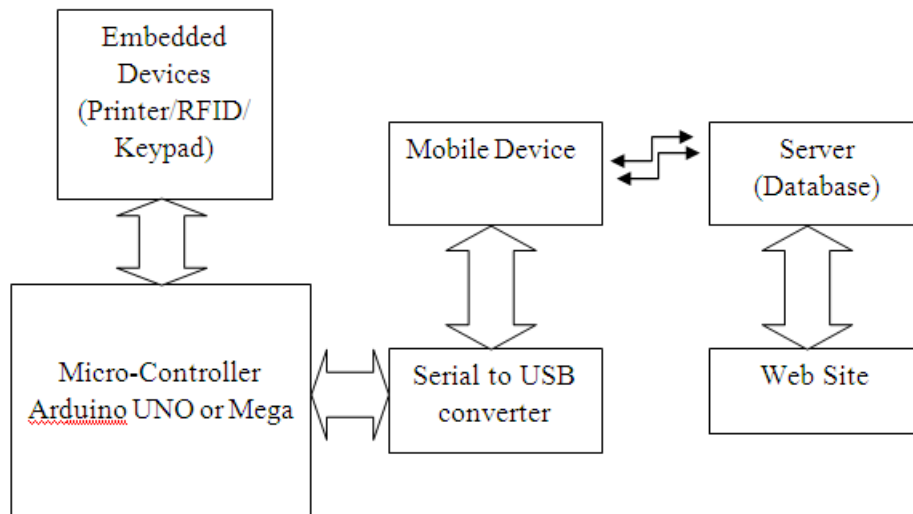 Embedded
Devices
(Printer/RFID/
Keypad)
Mobile Device
Server
(Database)
Micro-Controller
Arduino UNO or Mega
Serial to USB
converter
Web Site